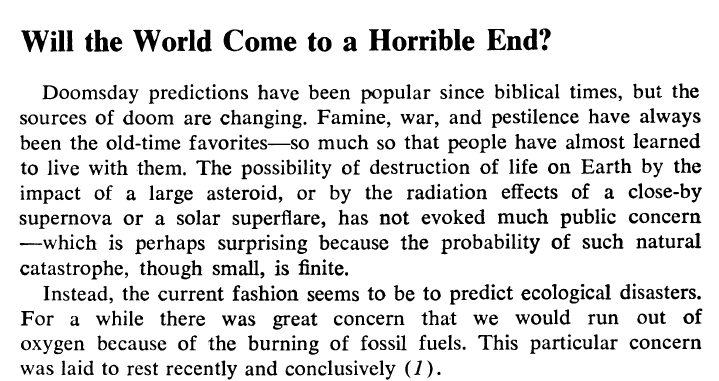 Will the World Come to a Horrible End?
Doomsday predictions have been popular since biblical times, but the
sources of doom are changing. Famine, war, and pestilence have always
been the old-time favorites—so much so that people have almost learned
to live with them. The possibility of destruction of life on Earth by the
impact of a large asteroid, or by the radiation effects of a close-by
supernova or a solar superflare, has not evoked much public concern
—which is perhaps surprising because the probability of such natural
catastrophe, though small, is finite.
Instead, the current fashion seems to be to predict ecological disasters.
For a while there was great concern that we would run out of
oxygen because of the burning of fossil fuels. This particular concern
was laid to rest recently and conclusively (1).